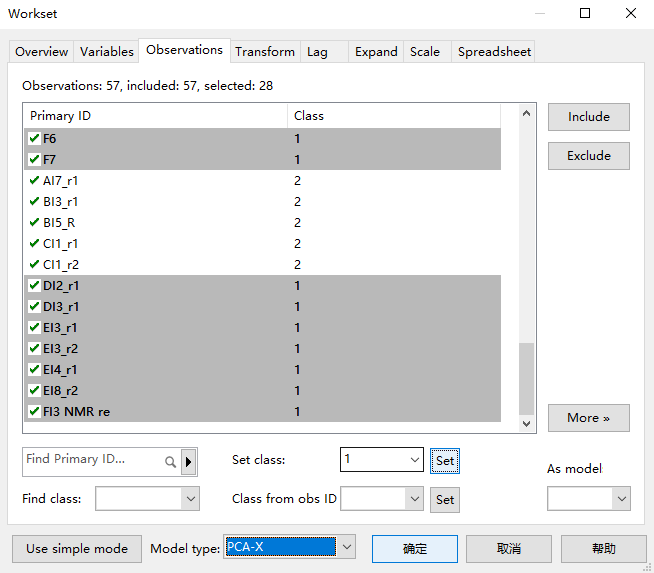 Workset
Overview Variables Observations Transform Lag Expand Scale Spreadsheet
Observations: 57, included: 57, selected: 28
Primary ID Class
F6 1
F7 1
AI7_r1 2
BI3_r1 2
BI5_R 2
CI1_r1 2
CI1_r2 2
DI2_r1 1
DI3_r1 1
EI3_r1 1
EI3_r2 1
EI4_r1 1
EI8_r2 1
FI3 NMR re 1
Include
Exclude
More »
Find Primary ID... Set class: 1 Set
As model
Find class: Class from obs ID Set
Use simple mode Model type: PCA-X 确定 取消 帮助